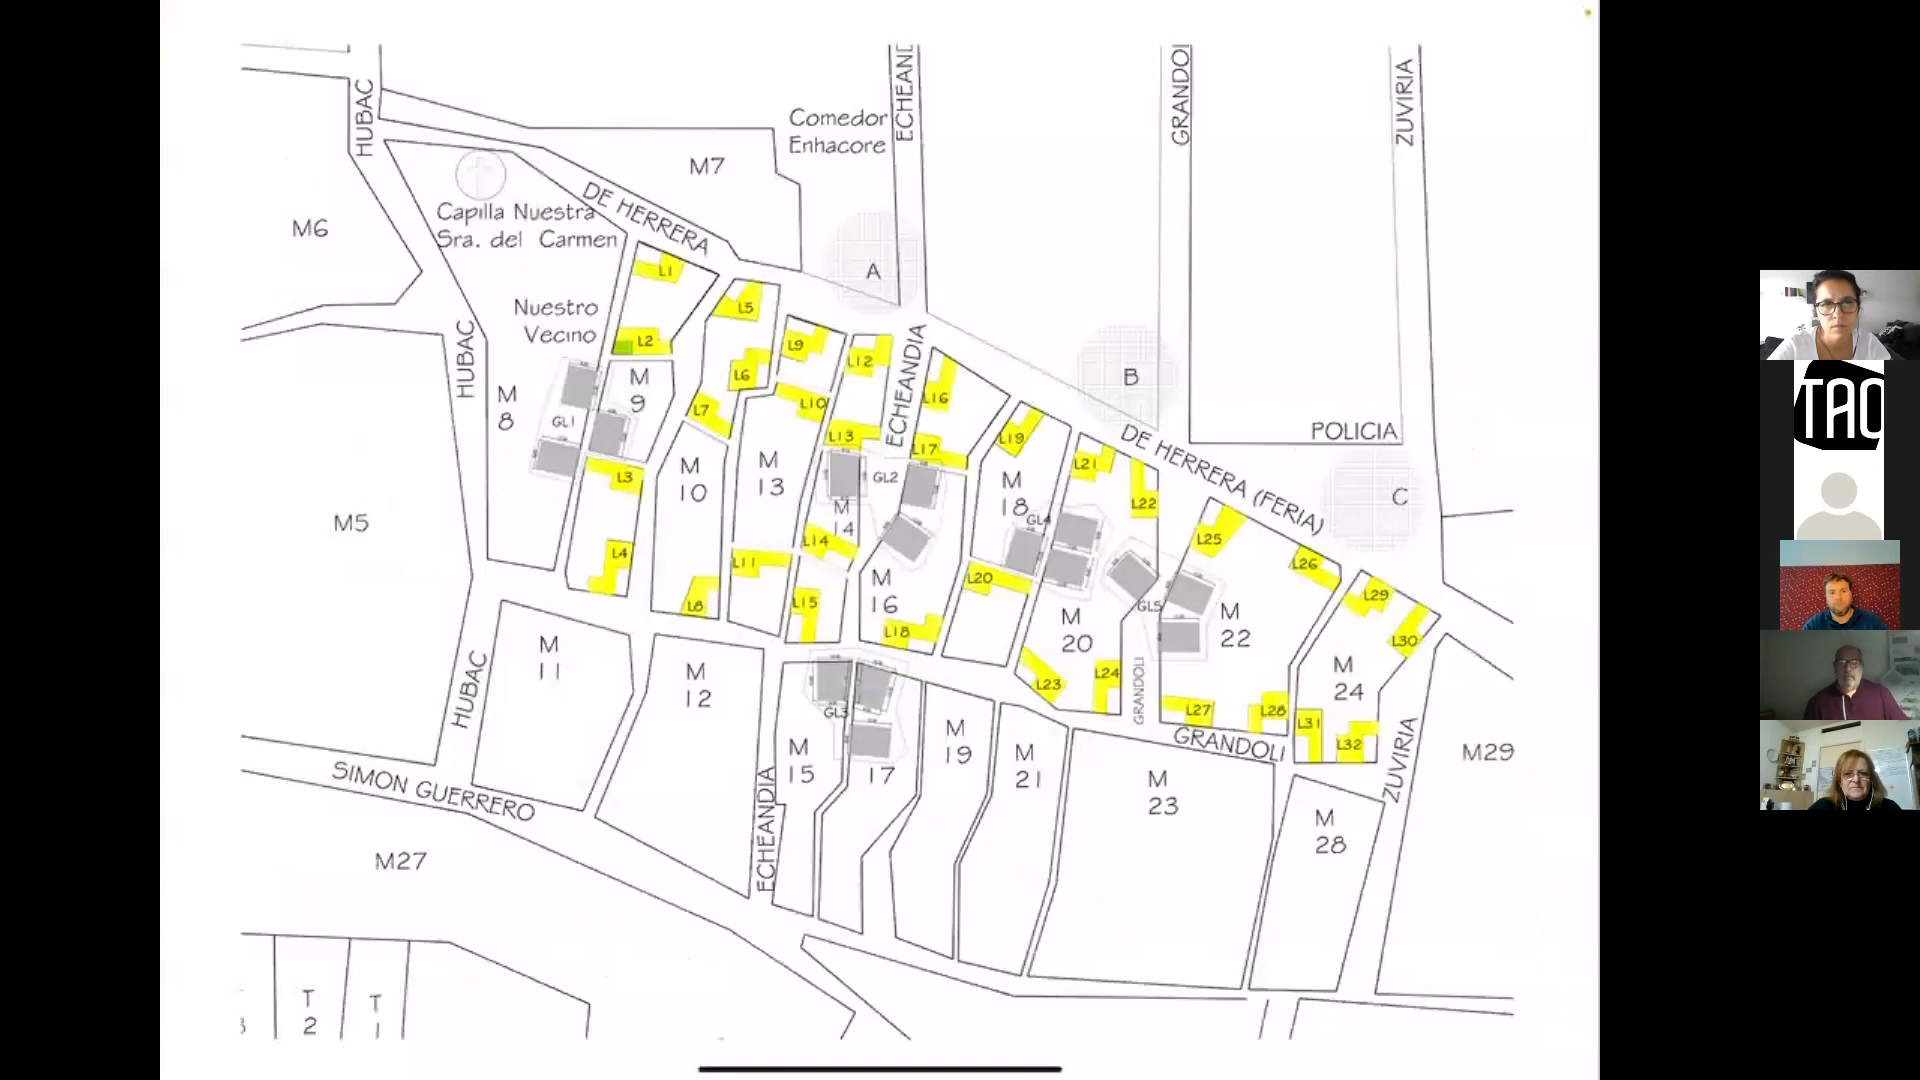 HUBAC
ECHEAND
GRANDOL
ZUVIRIA
Comedor
Enhacore
M7
DE HERRERA
Capilla Nuestra
Sra. del Carmen
M6
A
L1
Nuestro
Vecino
L5
L2
L9
L12
ECHEANDIA
B
HUBAC
M
8
M
9
L6
L7
L10
L16
GL1
L13
L17
L19
DE HERRERA (FERIA)
POLICIA
C
L3
M
10
M
13
GL2
M
14
M
18
GL4
L21
L22
M5
L25
L4
L11
L14
L20
L26
L8
L15
M
16
L18
GL5
M
20
M
22
L29
L30
HUBAC
M
11
M
12
GL3
L23
L24
GRANDOLI
M
24
L27
L28
L31
L32
GRANDOLI
ZUVIRIA
M29
SIMON GUERRERO
ECHEANDIA
M
15
17
M
19
M
21
M
23
M
28
M27
T
2
T
1
TAO